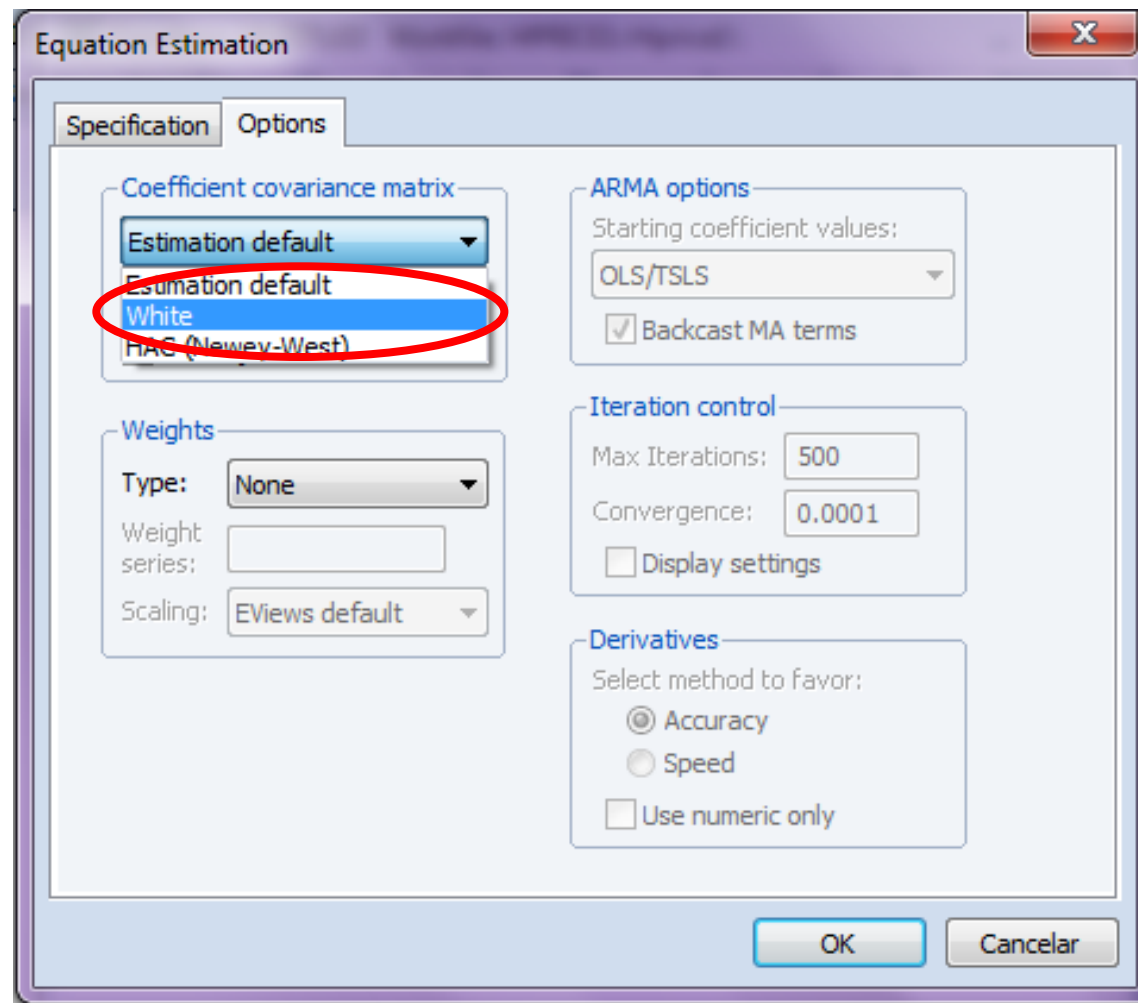 Equation Estimation
X
Specification
Options
Coefficient covariance matrix
Estimation default
Estimation default
White
HAC (Newey-West)
Weights
Type: None
Weight series:
Scaling: EViews default
ARMA options
Starting coefficient values:
OLS/TSLS
Backcast MA terms
Iteration control
Max Iterations: 500
Convergence: 0.0001
Display settings
Derivatives
Select method to favor:
Accuracy
Speed
Use numeric only
OK
Cancelar